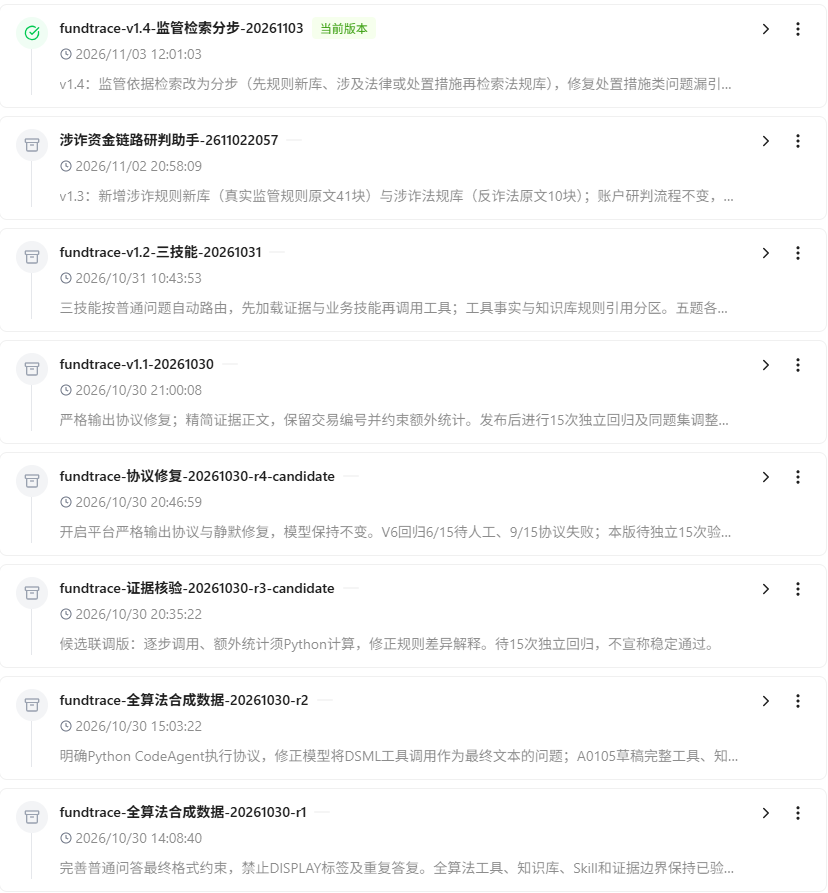 fundtrace-v1.4-监管检索分步-20261103 当前版本
2026/11/03 12:01:03
v1.4：监管依据检索改为分步（先规则新库、涉及法律或处置措施再检索法规库），修复处置措施类问题漏引...
涉诈资金链路研判助手-2611022057
2026/11/02 20:58:09
v1.3：新增涉诈规则新库（真实监管规则原文41块）与涉诈法规库（反诈法原文10块）；账户研判流程不变，...
fundtrace-v1.2-三技能-20261031
2026/10/31 10:43:53
三技能按普通问题自动路由，先加载证据与业务技能再调用工具；工具事实与知识库规则引用分区。五题各...
fundtrace-v1.1-20261030
2026/10/30 21:00:08
严格输出协议修复；精简证据正文，保留交易编号并约束额外统计。发布后进行15次独立回归及同题集调整...
fundtrace-协议修复-20261030-r4-candidate
2026/10/30 20:46:59
开启平台严格输出协议与静默修复，模型保持不变。V6回归6/15待人工、9/15协议失败；本版待独立15次验...
fundtrace-证据核验-20261030-r3-candidate
2026/10/30 20:35:22
候选联调版：逐步调用、额外统计须Python计算，修正规则差异解释。待15次独立回归，不宣称稳定通过。
fundtrace-全算法合成数据-20261030-r2
2026/10/30 15:03:22
明确Python CodeAgent执行协议，修正模型将DSML工具调用作为最终文本的问题；A0105草稿完整工具、知...
fundtrace-全算法合成数据-20261030-r1
2026/10/30 14:08:40
完善普通问答最终格式约束，禁止DISPLAY标签及重复答复。全算法工具、知识库、Skill和证据边界保持已验...